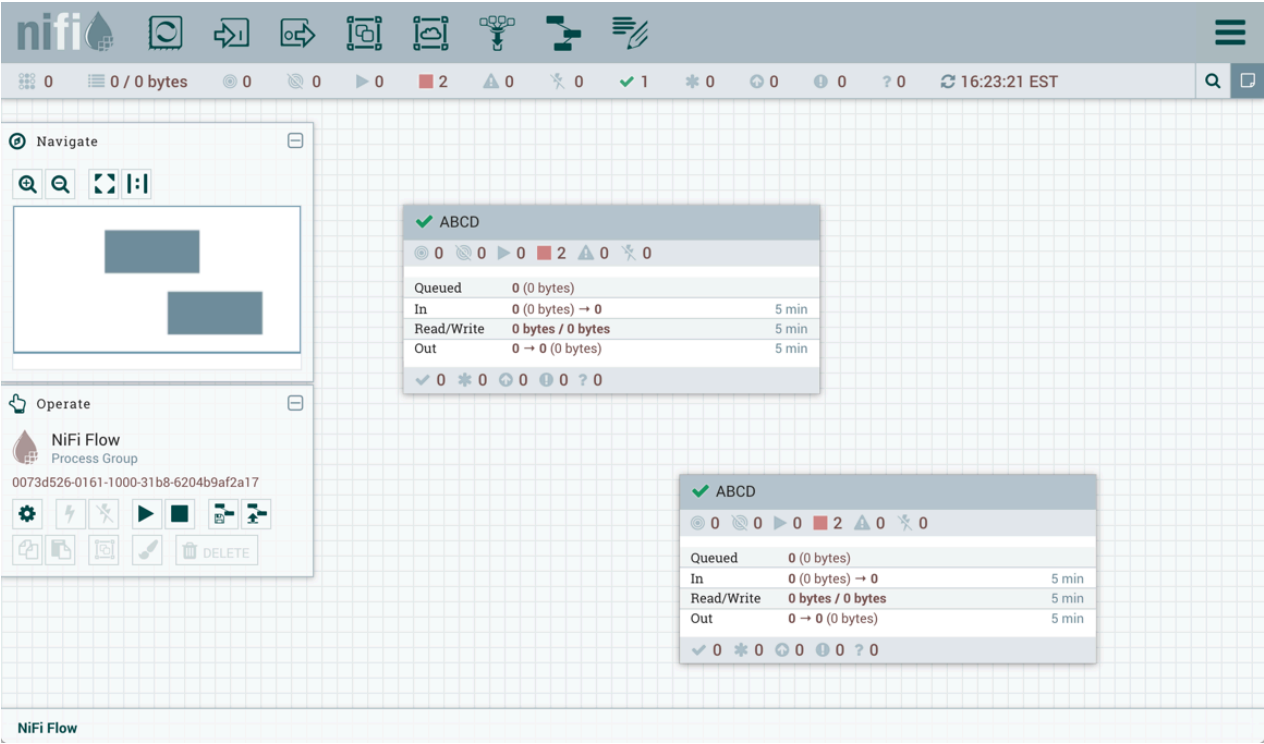 nifi
0 0 / 0 bytes 0 0 0 2 0 0 1 0 0 0 ? 0 16:23:21 EST
Navigate
ABCD
0 0 0 2 0 0
Queued 0 (0 bytes)
In 0 (0 bytes) → 0 5 min
Read/Write 0 bytes / 0 bytes 5 min
Out 0 → 0 (0 bytes) 5 min
0 0 0 0 ? 0
Operate
NiFi Flow
Process Group
0073d526-0161-1000-31b8-6204b9af2a17
DELETE
ABCD
0 0 0 2 0 0
Queued 0 (0 bytes)
In 0 (0 bytes) → 0 5 min
Read/Write 0 bytes / 0 bytes 5 min
Out 0 → 0 (0 bytes) 5 min
0 0 0 0 ? 0
NiFi Flow